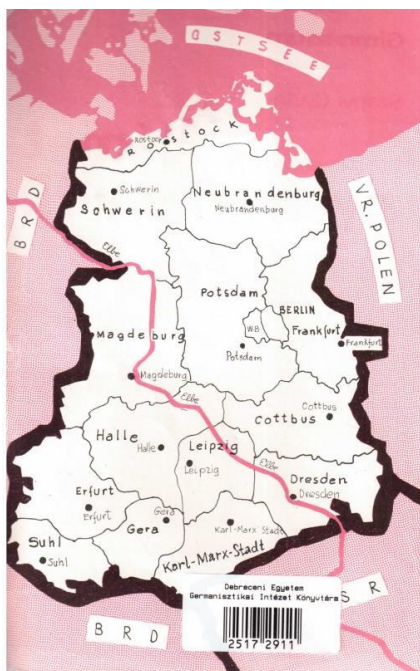 OSTSEE
ROSTOCK
Rostock
Schwerin
Schwerin
Neubrandenburg
Neubrandenburg
BRD
VR. POLEN
Elbe
Potsdam
BERLIN
W.B.
Frankfurt
Frankfurt
Potsdam
Magdeburg
Magdeburg
Elbe
Cottbus
Cottbus
Halle
Halle
Leipzig
Leipzig
Elbe
Dresden
Dresden
Erfurt
Erfurt
Gera
Gera
Karl-Marx Stadt
Karl-Marx-Stadt
Suhl
Suhl
BRD
SR
Debreceni Egyetem
Germanisztikai Intézet Könyvtára
2517 2911